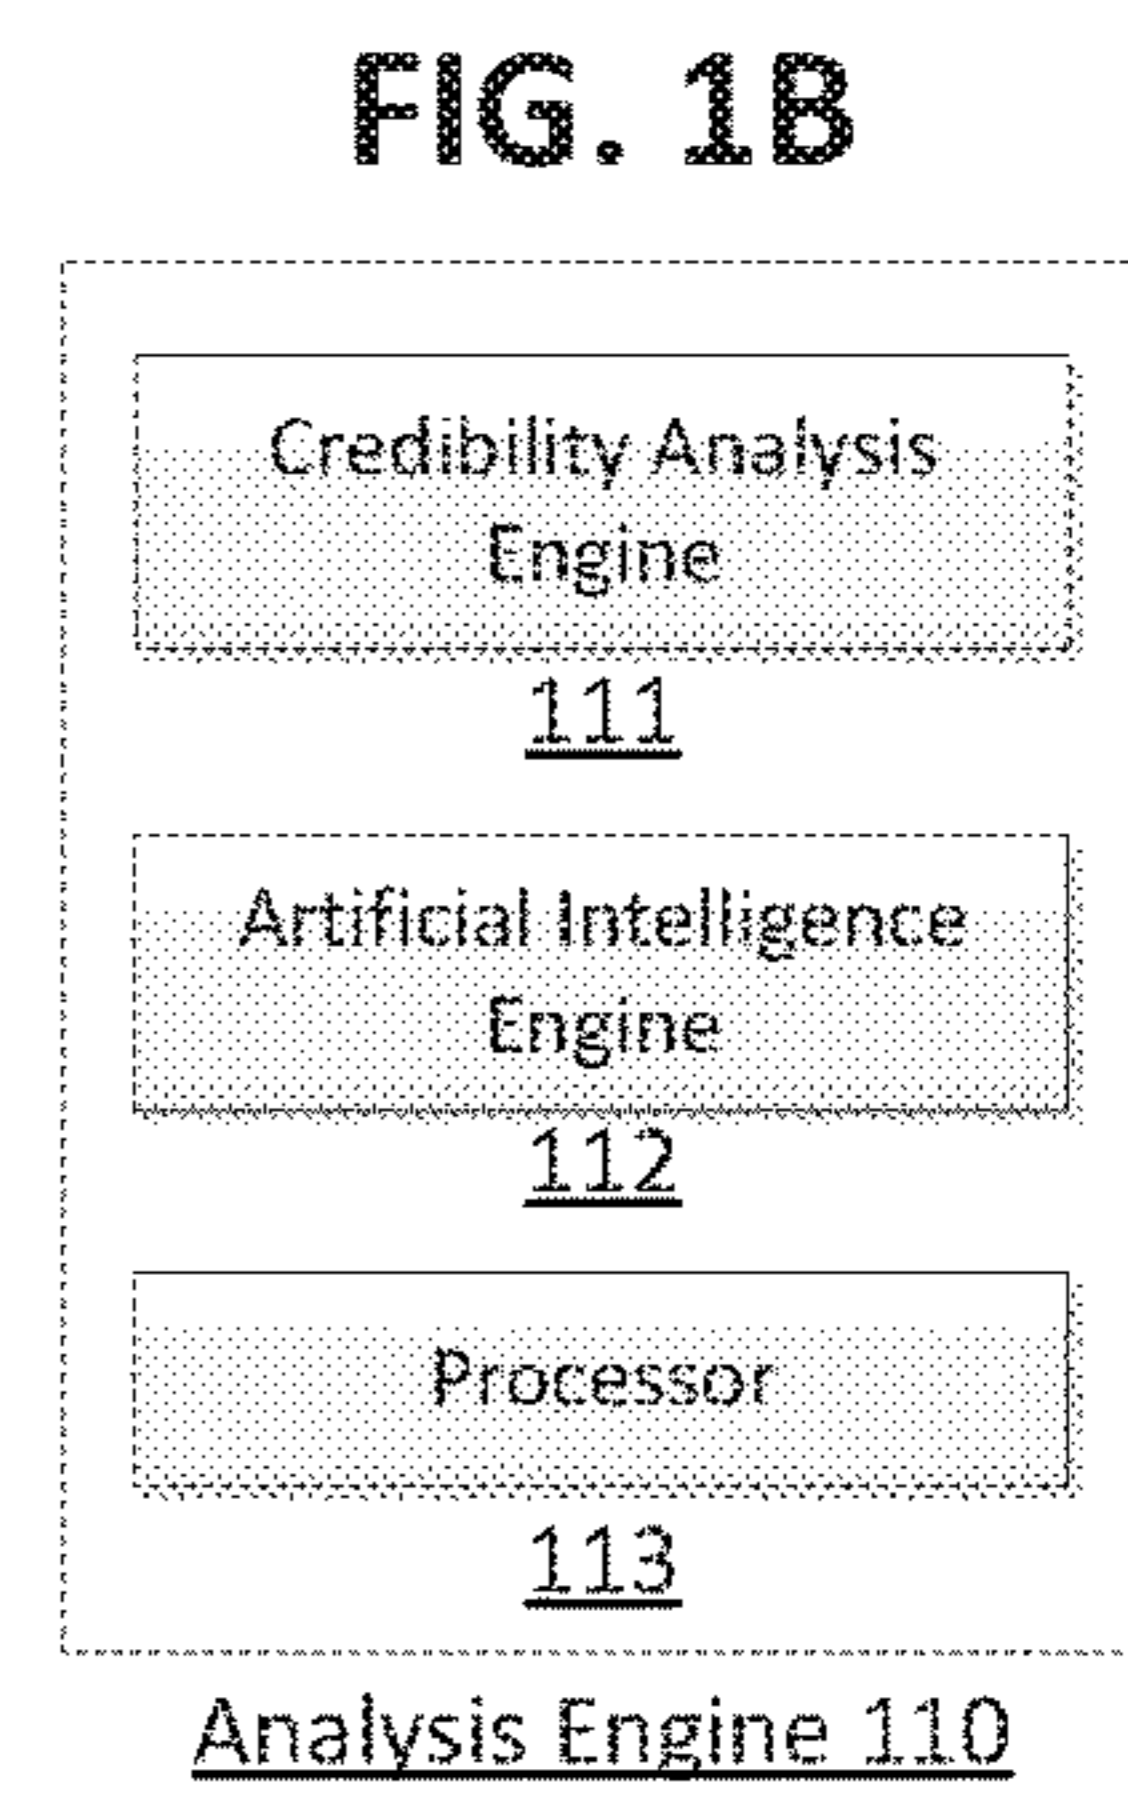 FIG. 1B
Credibility Analysis
Engine
111
Artificial Intelligence
Engine
112
Processor
113
Analysis Engine 110